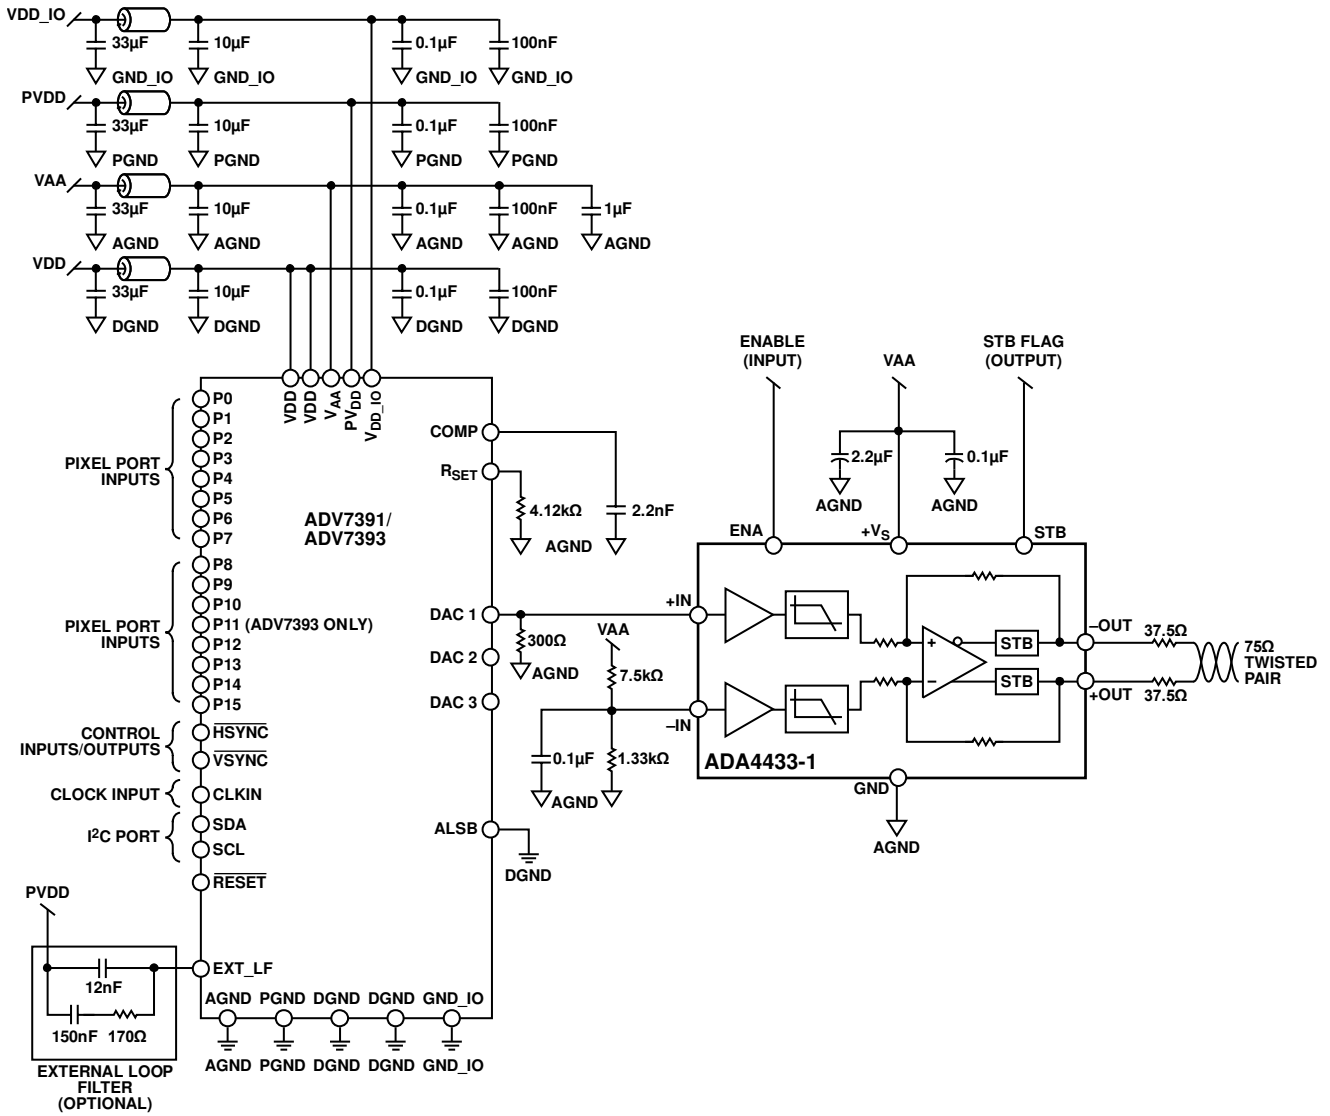 VDD_IO
33µF
10µF
0.1µF
100nF
GND_IO
GND_IO
GND_IO
GND_IO
PVDD
33µF
10µF
0.1µF
100nF
PGND
PGND
PGND
PGND
VAA
33µF
10µF
0.1µF
100nF
1µF
AGND
AGND
AGND
AGND
AGND
VDD
33µF
10µF
0.1µF
100nF
DGND
DGND
DGND
DGND
VDD
VDD
VAA
PVDD
VDD_IO
PIXEL PORT
INPUTS
P0
P1
P2
P3
P4
P5
P6
P7
PIXEL PORT
INPUTS
P8
P9
P10
P11 (ADV7393 ONLY)
P12
P13
P14
P15
CONTROL
INPUTS/OUTPUTS
HSYNC
VSYNC
CLOCK INPUT
CLKIN
I2C PORT
SDA
SCL
RESET
PVDD
EXT_LF
12nF
150nF
170Ω
EXTERNAL LOOP
FILTER
(OPTIONAL)
ADV7391/
ADV7393
AGND
PGND
DGND
DGND
GND_IO
AGND
PGND
DGND
DGND
GND_IO
COMP
RSET
4.12kΩ
2.2nF
AGND
DAC 1
DAC 2
DAC 3
300Ω
AGND
VAA
7.5kΩ
0.1µF
1.33kΩ
AGND
ALSB
DGND
ENABLE
(INPUT)
VAA
STB FLAG
(OUTPUT)
2.2µF
0.1µF
AGND
AGND
ENA
+VS
STB
+IN
–IN
+
–
STB
STB
–OUT
+OUT
37.5Ω
37.5Ω
75Ω
TWISTED
PAIR
ADA4433-1
GND
AGND